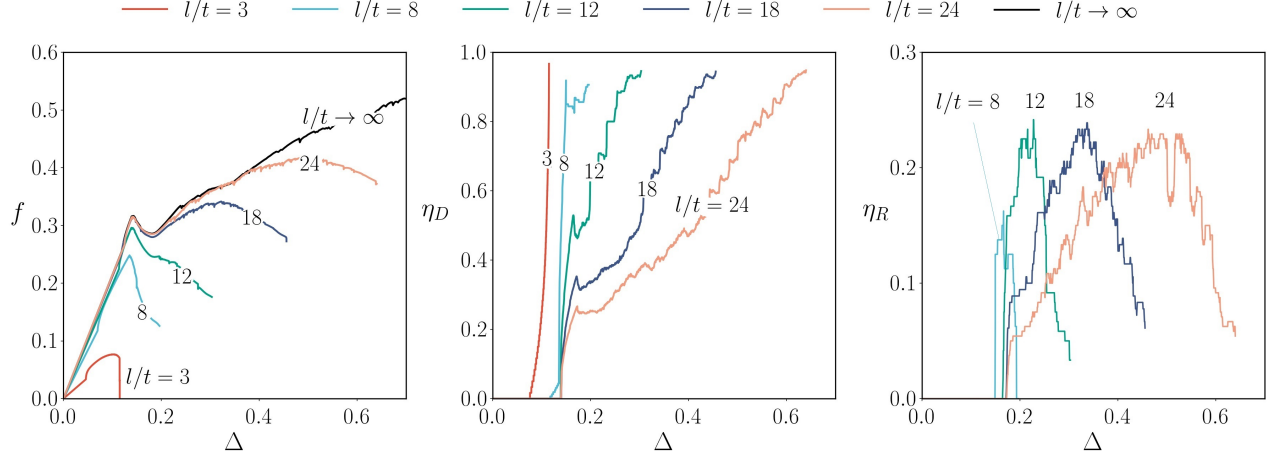 l/t = 3 l/t = 8 l/t = 12 l/t = 18 l/t = 24 l/t → ∞
0.6
0.5
0.4
0.3
0.2
0.1
0.0
f
0.0 0.2 0.4 0.6
Δ
l/t → ∞
24
18
12
8
l/t = 3
1.0
0.8
0.6
0.4
0.2
0.0
η_D
0.0 0.2 0.4 0.6
Δ
3 8 12 18 l/t = 24
0.3
0.2
0.1
0.0
η_R
0.0 0.2 0.4 0.6
Δ
l/t = 8 12 18 24